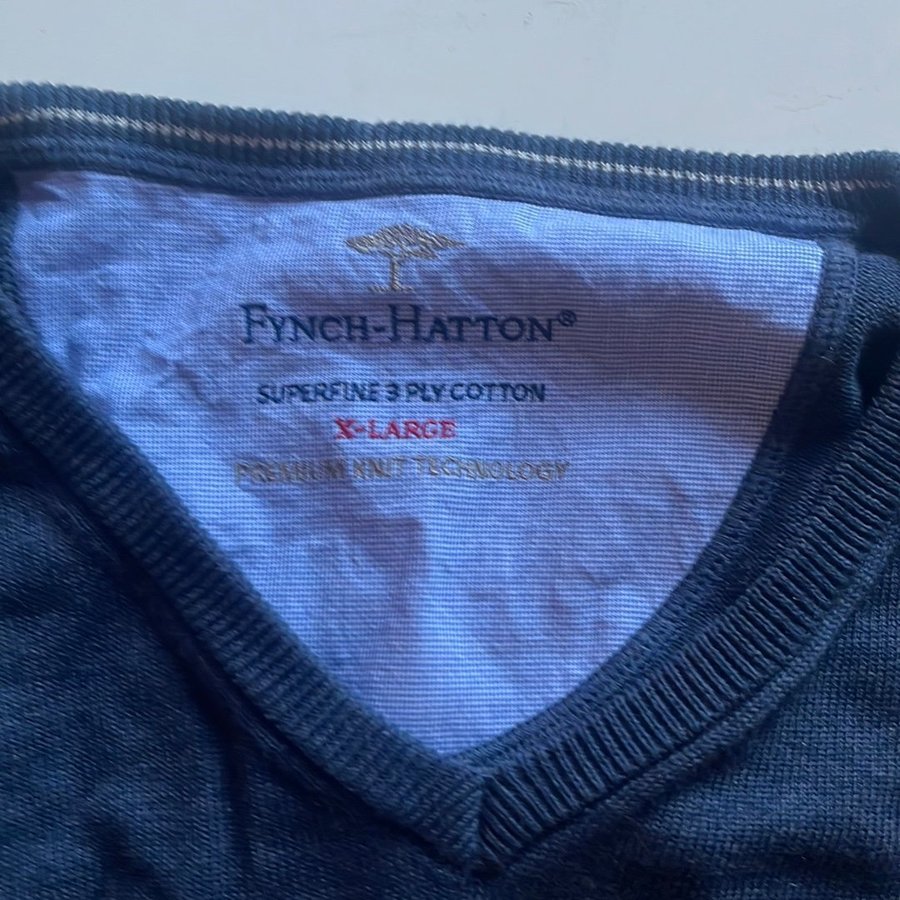 FYNCH-HATTON®
SUPERFINE 3 PLY COTTON
X-LARGE
PREMIUM KNIT TECHNOLOGY